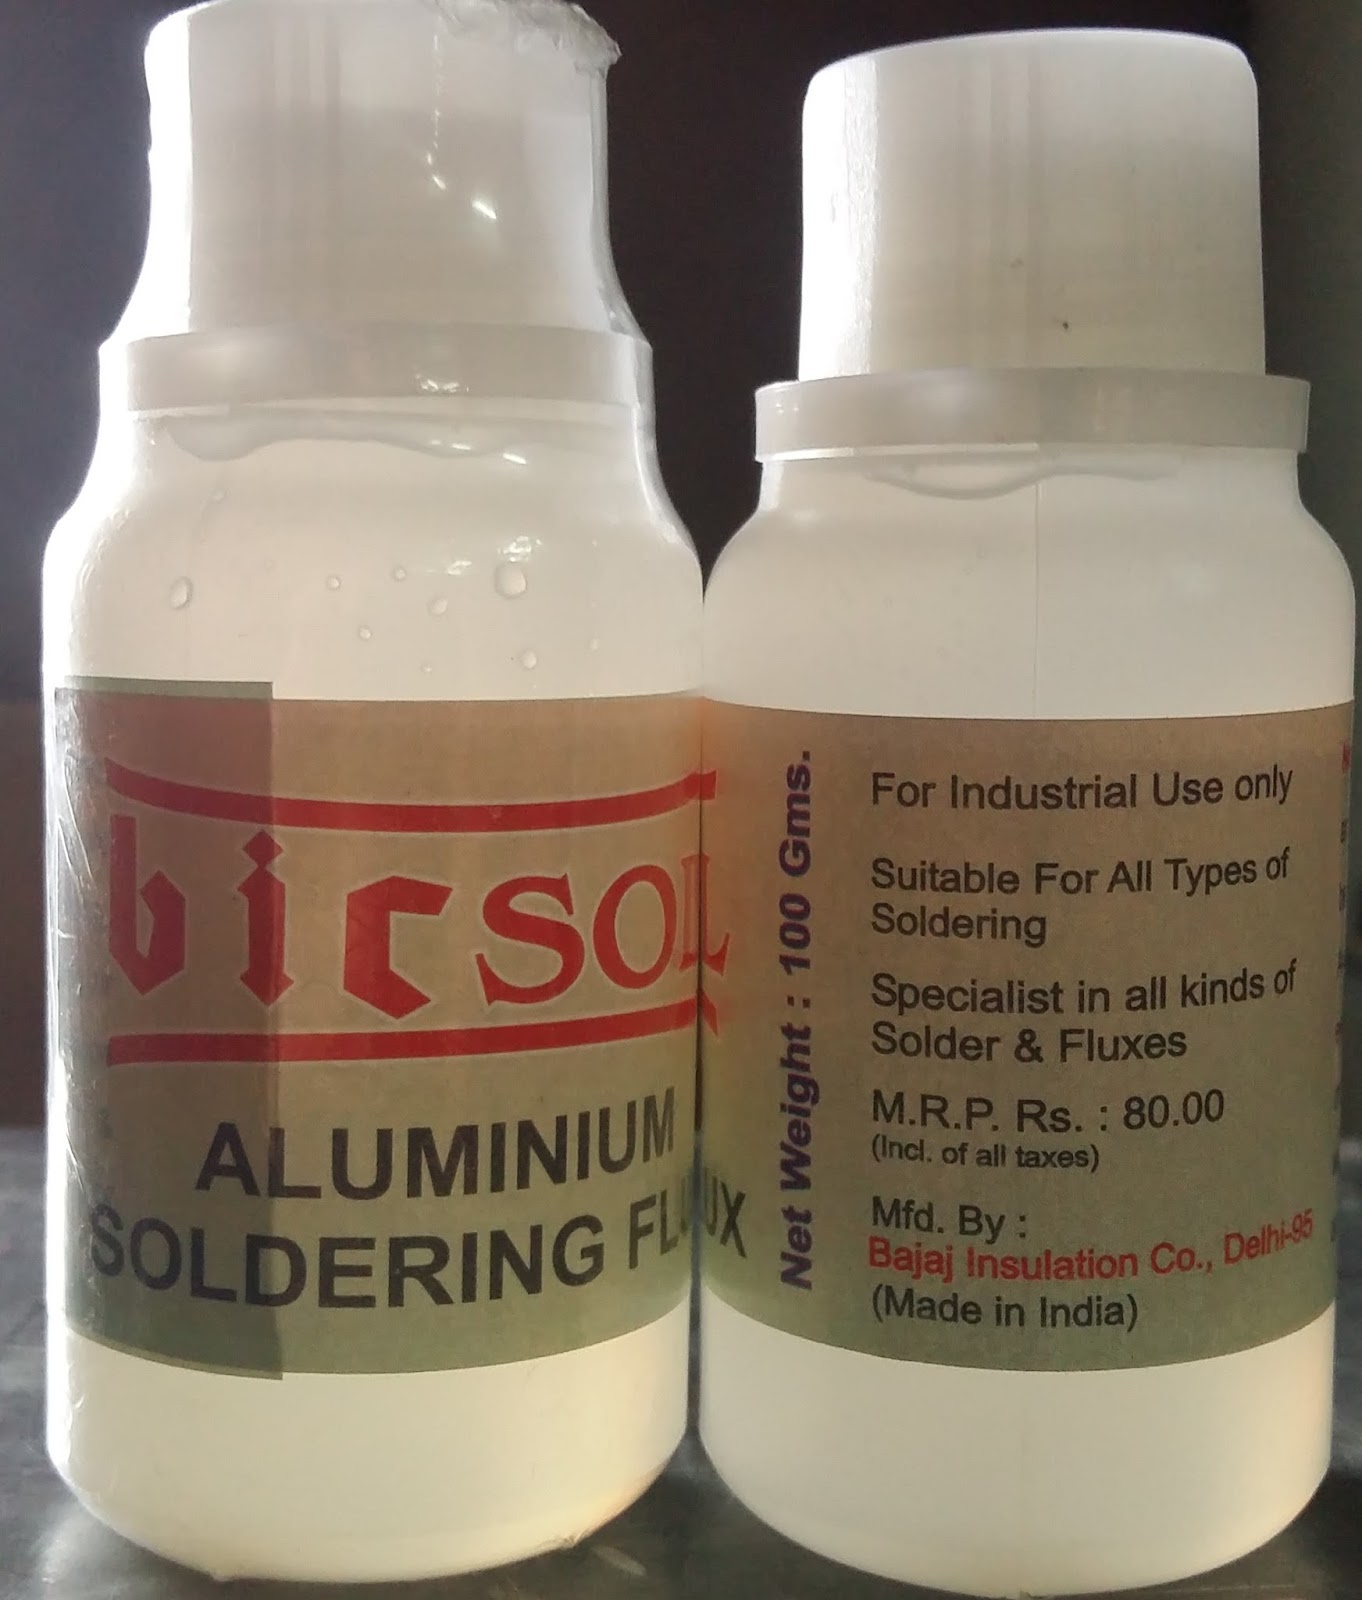 bicSOL
ALUMINIUM
SOLDERING FLUX
Net Weight : 100 Gms.
For Industrial Use only
Suitable For All Types of
Soldering
Specialist in all kinds of
Solder & Fluxes
M.R.P. Rs. : 80.00
(Incl. of all taxes)
Mfd. By :
Bajaj Insulation Co., Delhi-95
(Made in India)